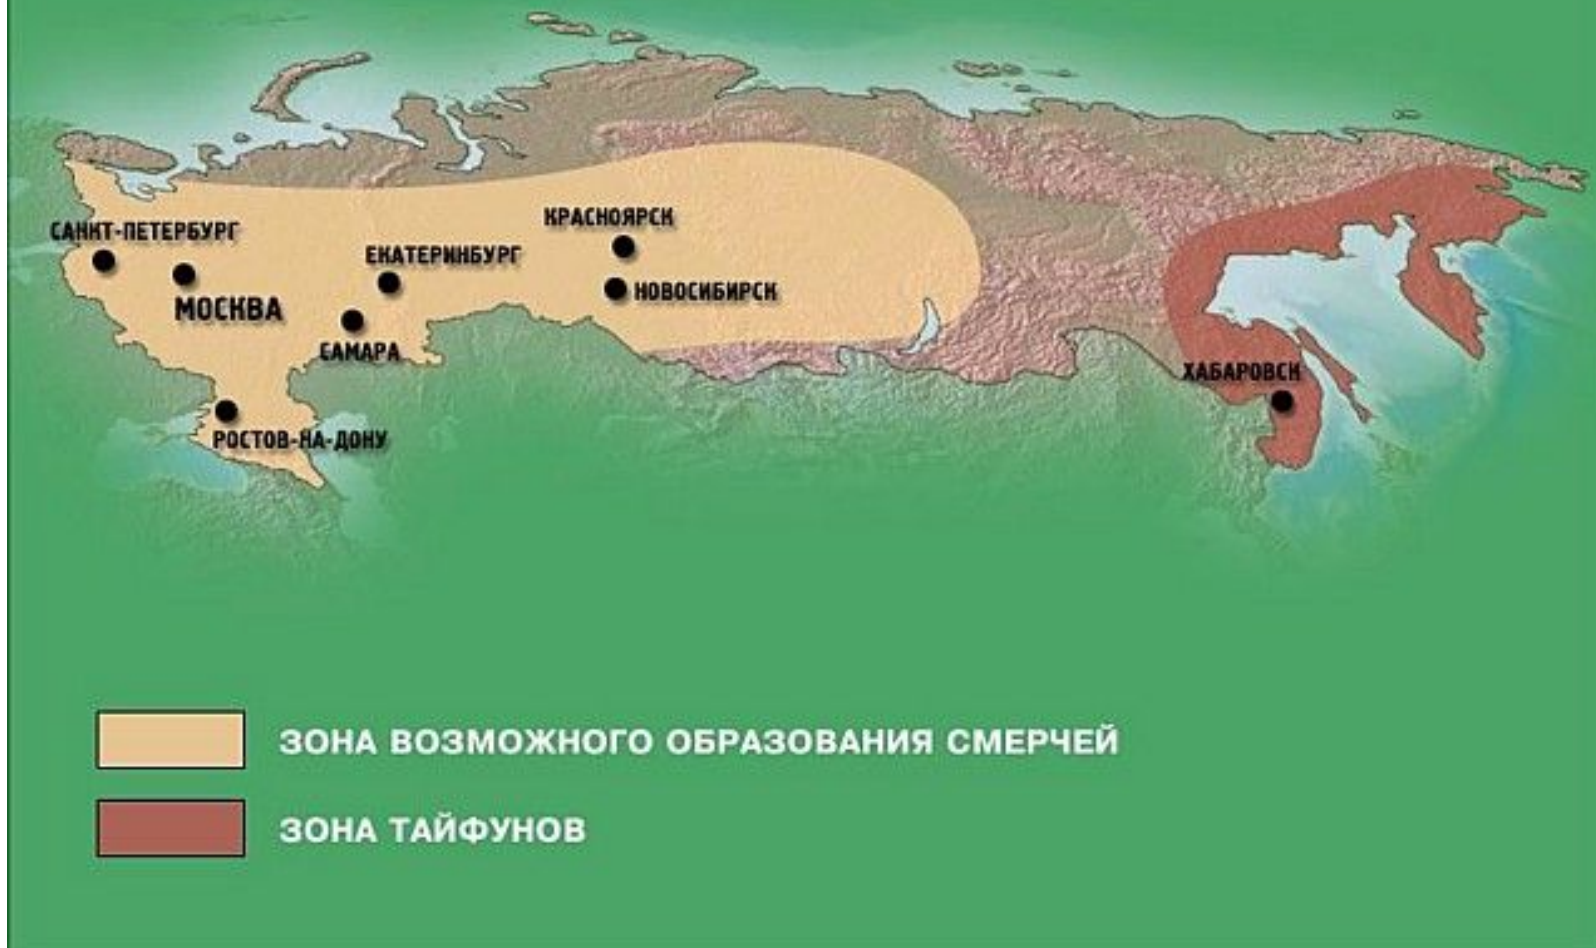 КРАСНОЯРСК
САНКТ-ПЕТЕРБУРГ
ЕКАТЕРИНБУРГ
НОВОСИБИРСК
МОСКВА
САМАРА
ХАБАРОВСК
РОСТОВ-НА-ДОНУ
ЗОНА ВОЗМОЖНОГО ОБРАЗОВАНИЯ СМЕРЧЕЙ
ЗОНА ТАЙФУНОВ